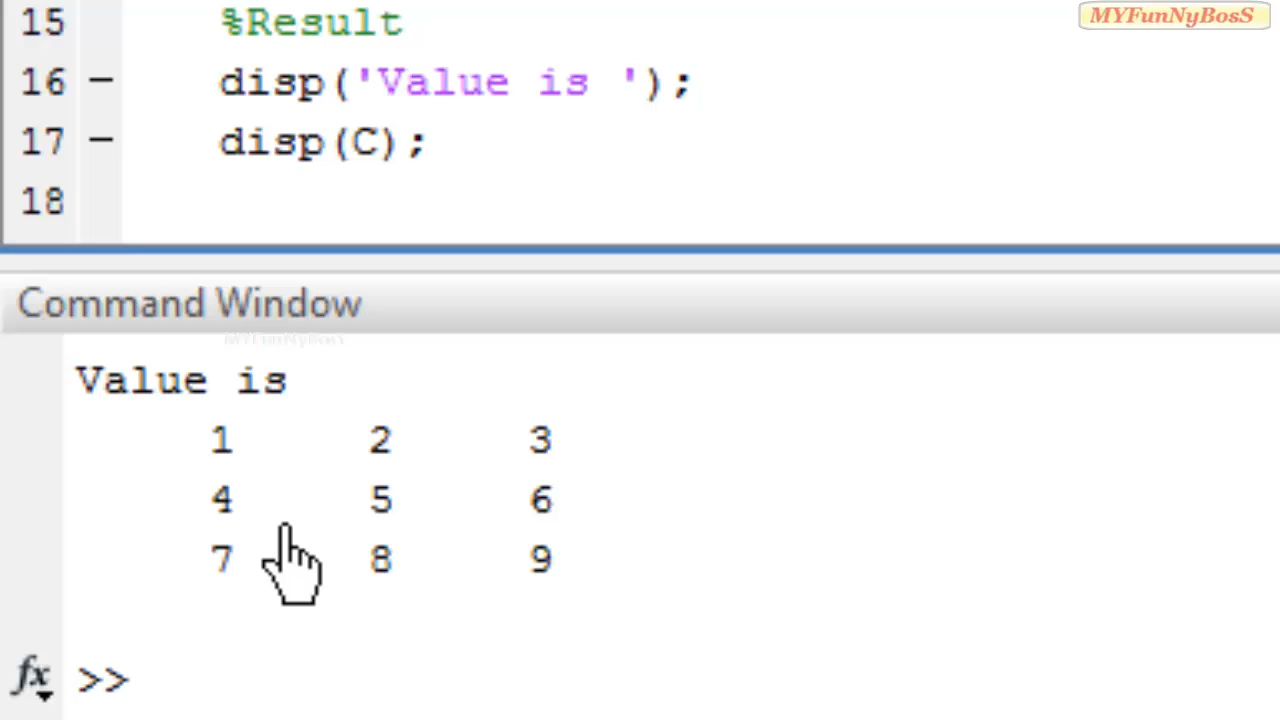 MYFunNyBosS
15 %Result
16 – disp('Value is ');
17 – disp(C);
18
Command Window
MYFunNyBosS
Value is
1 2 3
4 5 6
7 8 9
fx >>